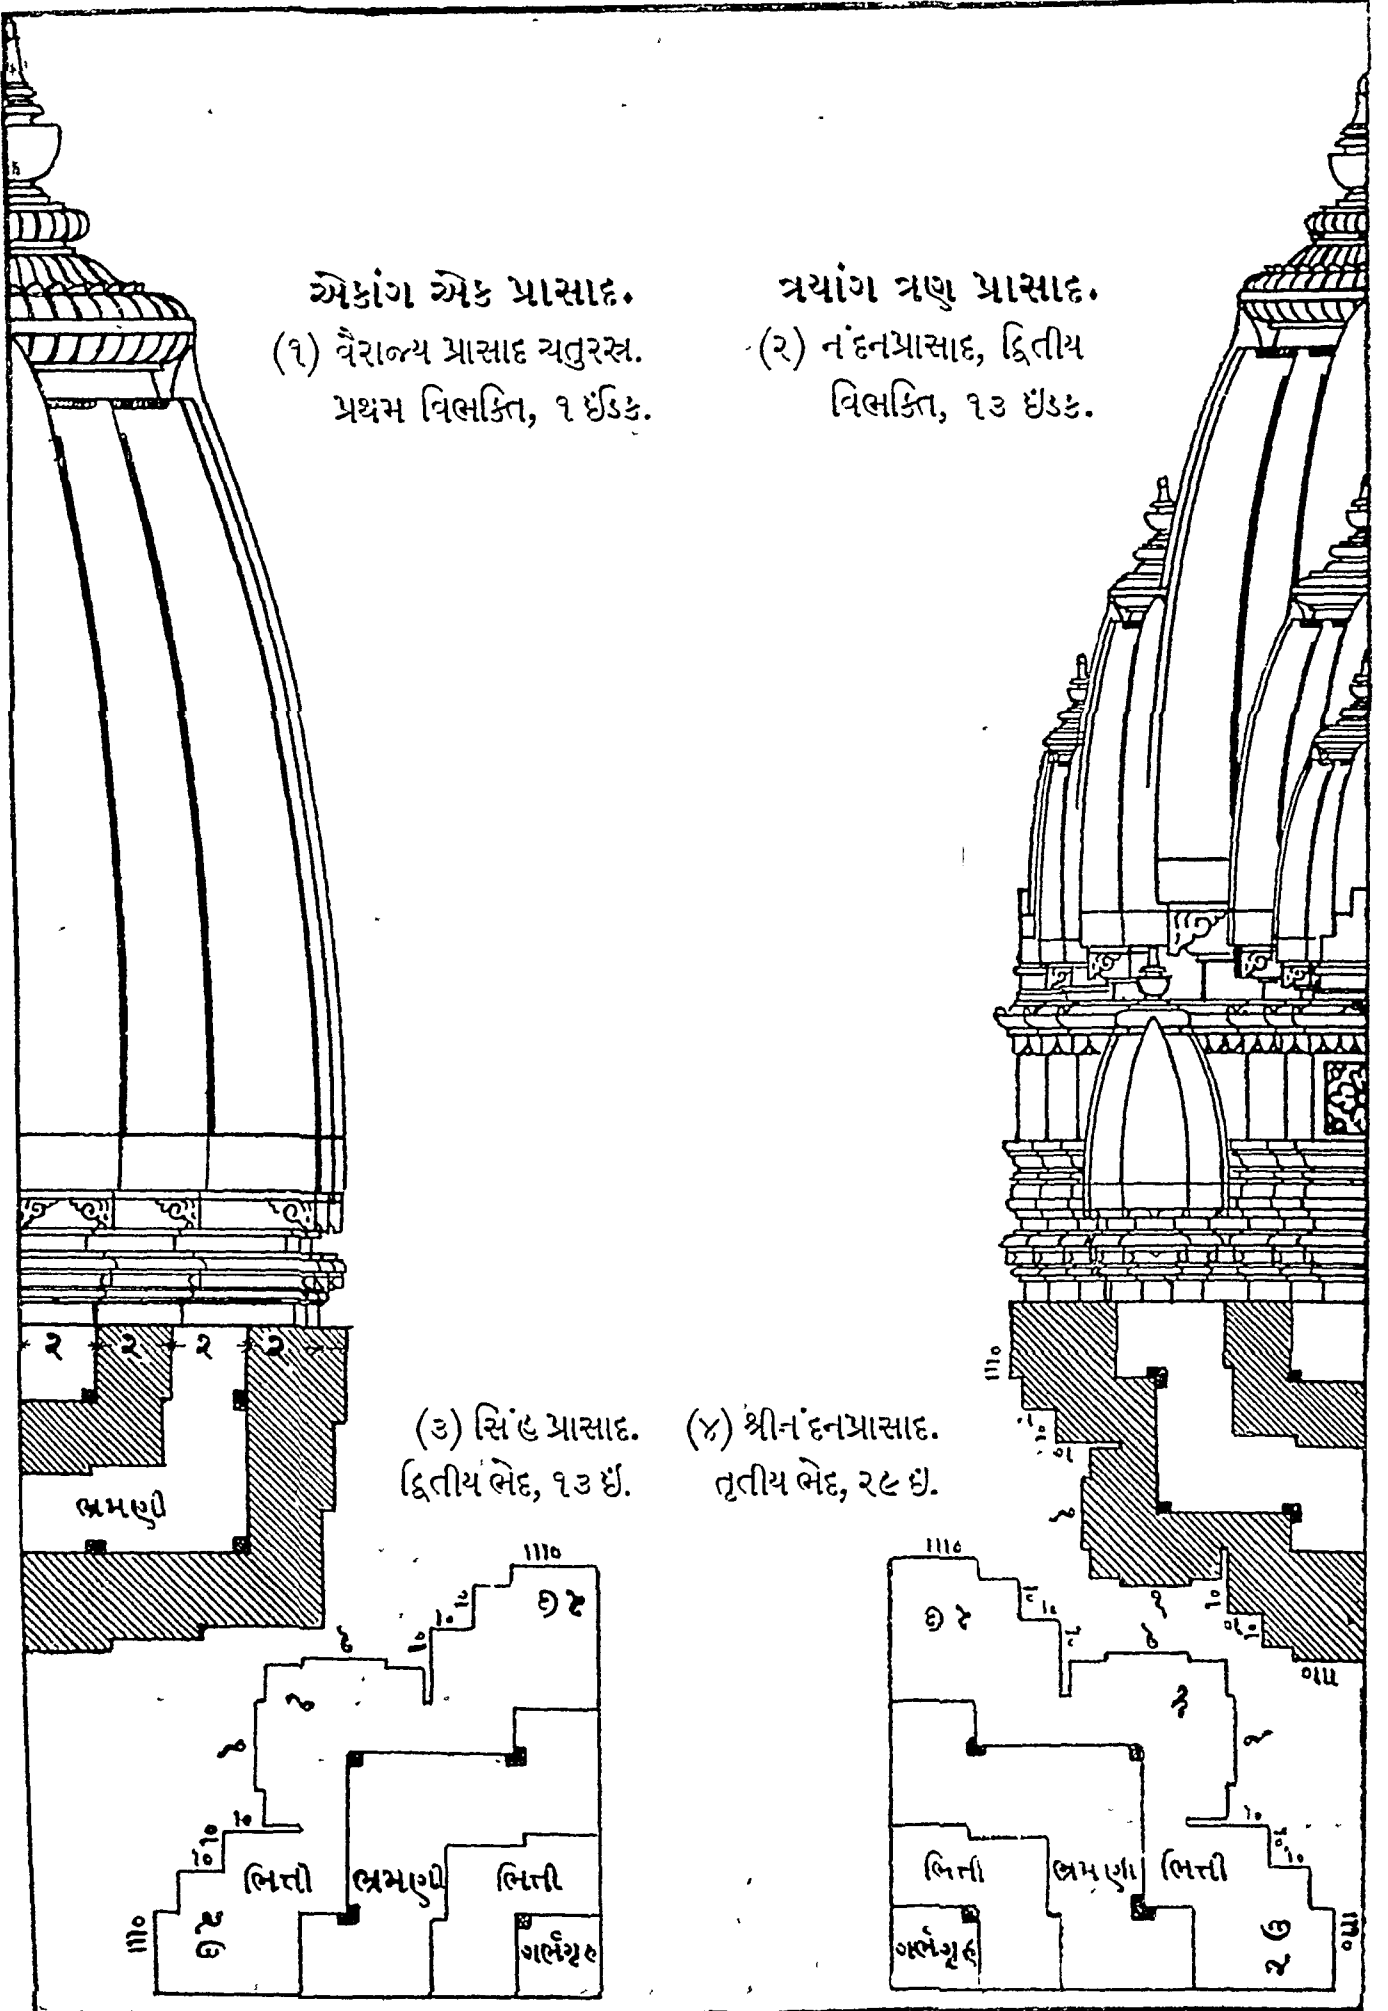 એકાંગ એક પ્રાસાદ.
(૧) વૈરાજ્ય પ્રાસાદ ચતુરસ્ત્ર.
પ્રથમ વિભક્તિ, ૧ ઇંડિક.
ત્રયાંગ ત્રણ પ્રાસાદ.
(૨) નંદનપ્રાસાદ, દ્વિતીય
વિભક્તિ, ૧૩ ઇંડક.
૨ ૨ ૨ ૨
ભ્રમણી
(૩) સિંહ પ્રાસાદ.
દ્વિતીય ભેદ, ૧૩ ઇં.
(૪) શ્રીનંદનપ્રાસાદ.
તૃતીય ભેદ, ૨૯ ઇં.
ભિત્તી ભ્રમણી ભિત્તી
ગર્ભગૃહ
ભિત્તી ભ્રમણી ભિત્તી
ગર્ભગૃહ